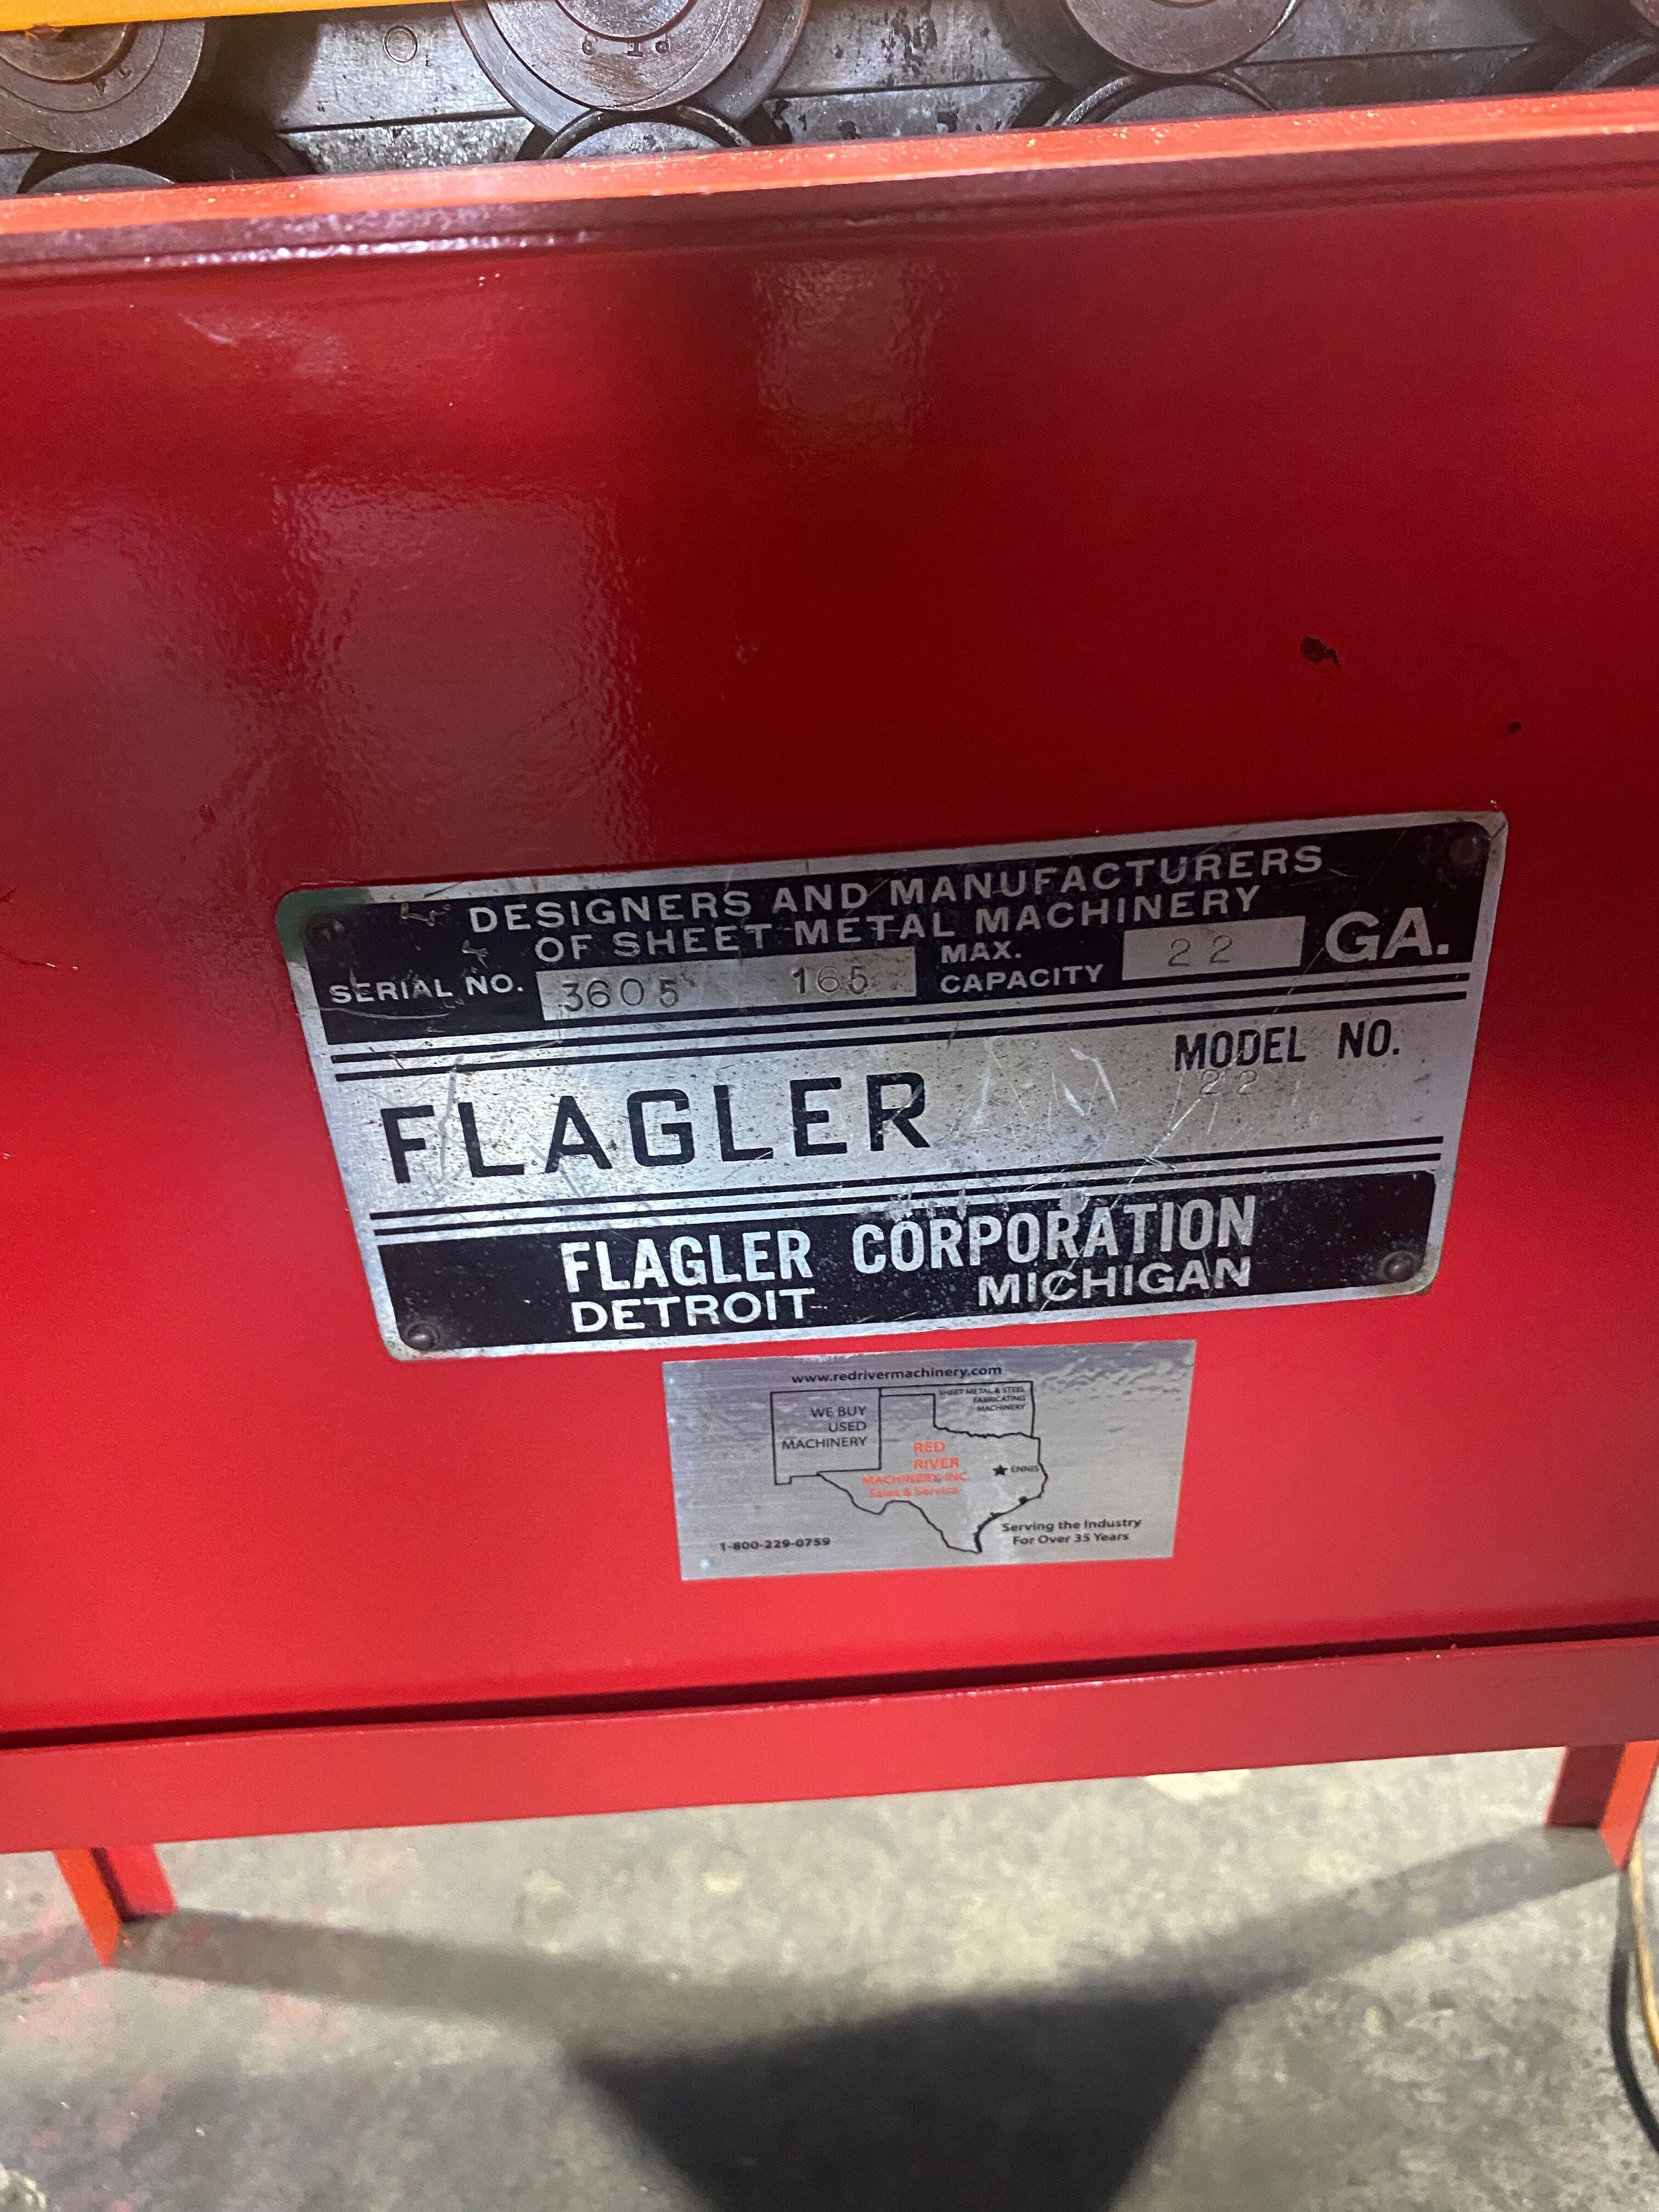 DESIGNERS AND MANUFACTURERS
OF SHEET METAL MACHINERY
SERIAL NO. 3605 165 MAX. CAPACITY 22 GA.
MODEL NO.
22
FLAGLER
FLAGLER CORPORATION
DETROIT MICHIGAN
www.redrivermachinery.com
SHEET METAL & STEEL
FABRICATING
MACHINERY
WE BUY
USED
MACHINERY
RED
RIVER
MACHINERY, INC.
Sales & Service
ENNIS
Serving the Industry
For Over 35 Years
1-800-229-0759